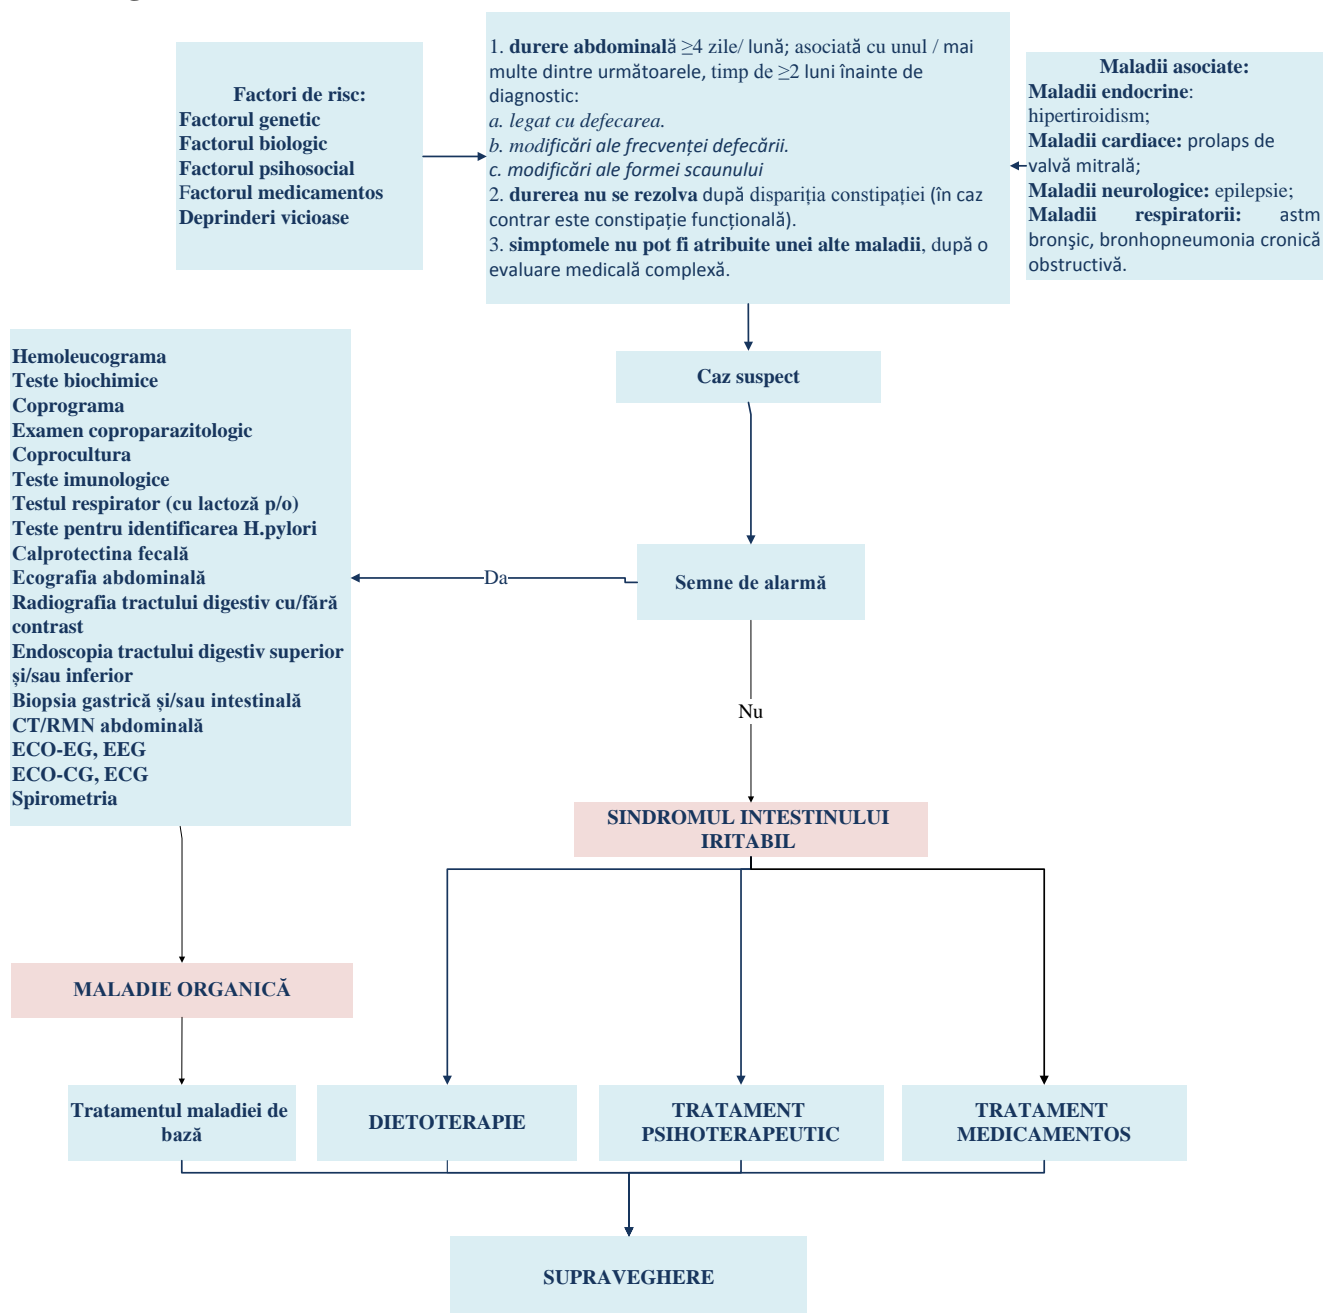 Factori de risc:
Factorul genetic
Factorul biologic
Factorul psihosocial
Factorul medicamentos
Deprinderi vicioase
1. durere abdominală ≥4 zile/ lună; asociată cu unul / mai
multe dintre următoarele, timp de ≥2 luni înainte de
diagnostic:
a. legat cu defecarea.
b. modificări ale frecvenței defecării.
c. modificări ale formei scaunului
2. durerea nu se rezolva după dispariția constipației (în caz
contrar este constipație funcțională).
3. simptomele nu pot fi atribuite unei alte maladii, după o
evaluare medicală complexă.
Maladii asociate:
Maladii endocrine:
hipertiroidism;
Maladii cardiace: prolaps de
valvă mitrală;
Maladii neurologice: epilepsie;
Maladii respiratorii: astm
bronşic, bronhopneumonia cronică
obstructivă.
Caz suspect
Hemoleucograma
Teste biochimice
Coprograma
Examen coproparazitologic
Coprocultura
Teste imunologice
Testul respirator (cu lactoză p/o)
Teste pentru identificarea H.pylori
Calprotectina fecală
Ecografia abdominală
Radiografia tractului digestiv cu/fără
contrast
Endoscopia tractului digestiv superior
și/sau inferior
Biopsia gastrică și/sau intestinală
CT/RMN abdominală
ECO-EG, EEG
ECO-CG, ECG
Spirometria
Da
Semne de alarmă
Nu
SINDROMUL INTESTINULUI
IRITABIL
MALADIE ORGANICĂ
Tratamentul maladiei de
bază
DIETOTERAPIE
TRATAMENT
PSIHOTERAPEUTIC
TRATAMENT
MEDICAMENTOS
SUPRAVEGHERE